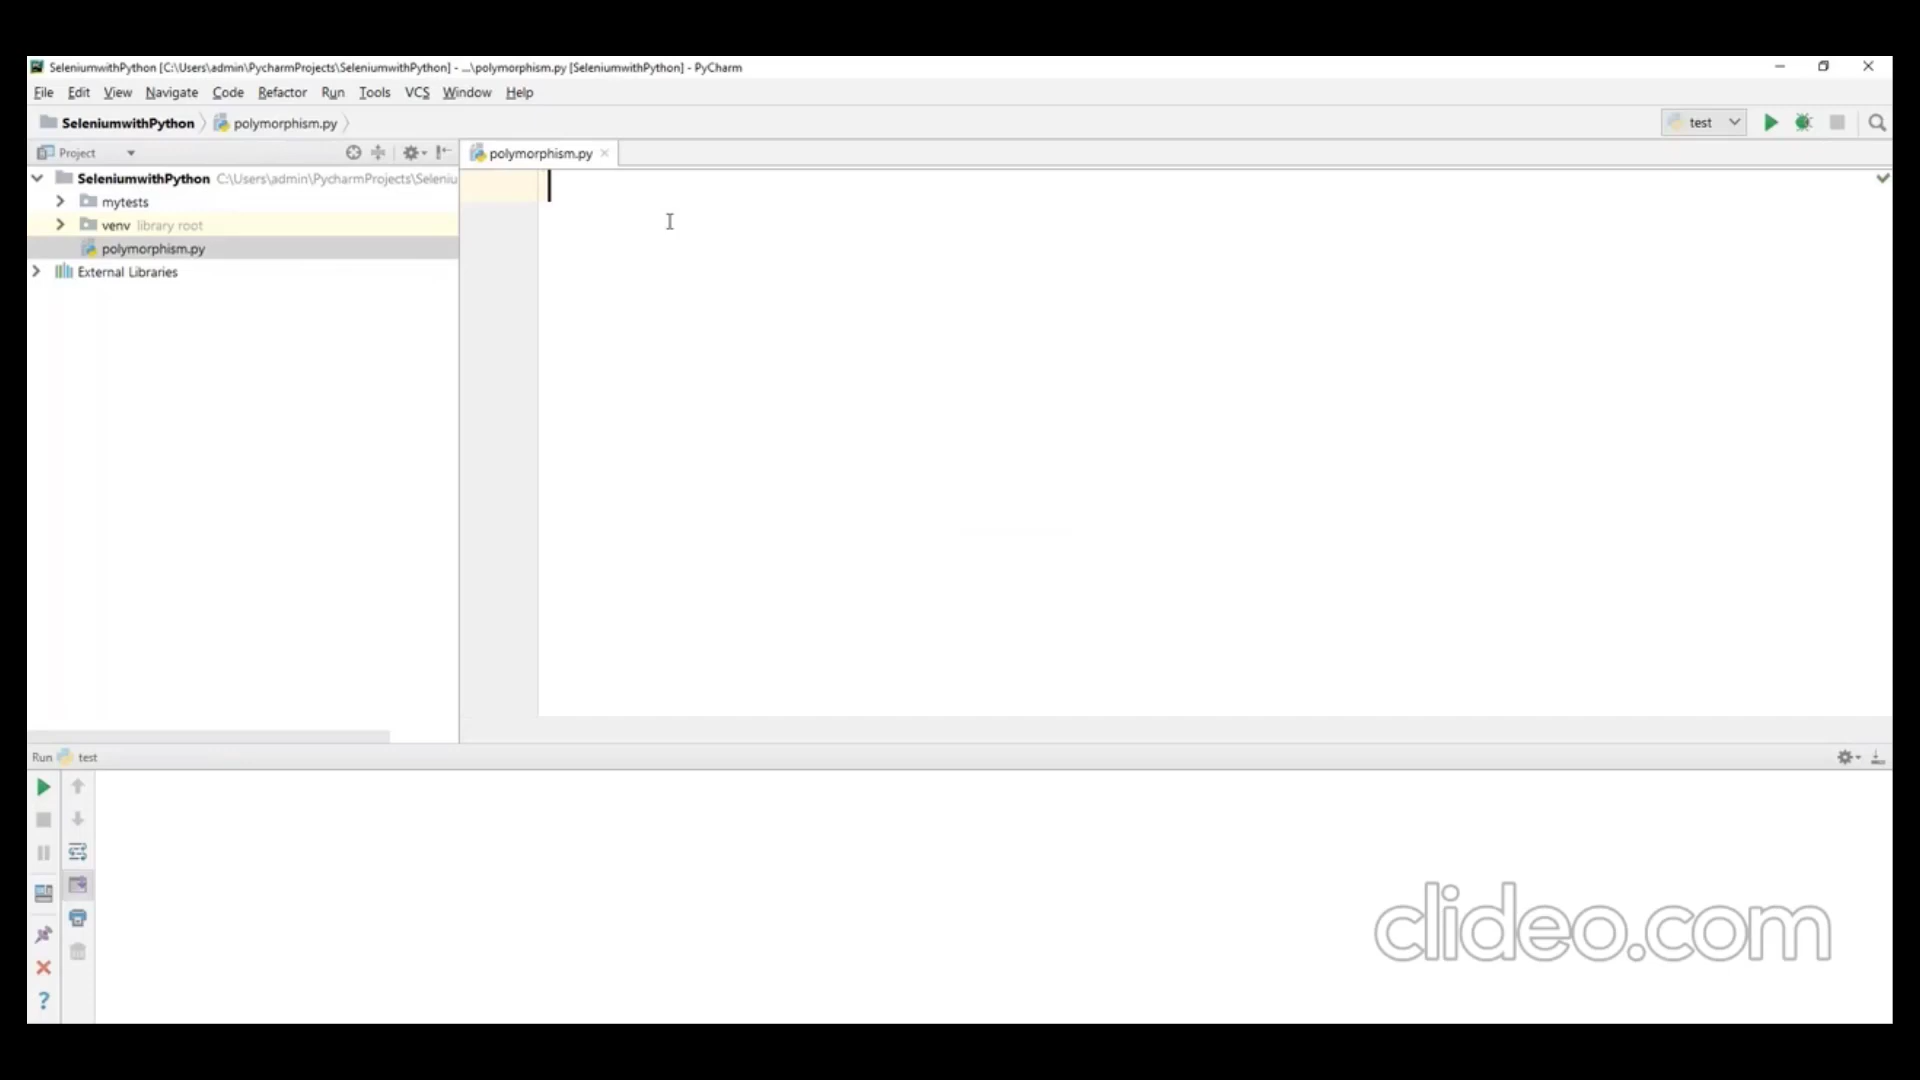 SeleniumwithPython [C:\Users\admin\PycharmProjects\SeleniumwithPython] - ...\polymorphism.py [SeleniumwithPython] - PyCharm
File Edit View Navigate Code Refactor Run Tools VCS Window Help
SeleniumwithPython polymorphism.py test
Project polymorphism.py
SeleniumwithPython C:\Users\admin\PycharmProjects\Seleniu
mytests
venv library root
polymorphism.py
External Libraries
Run test
clideo.com